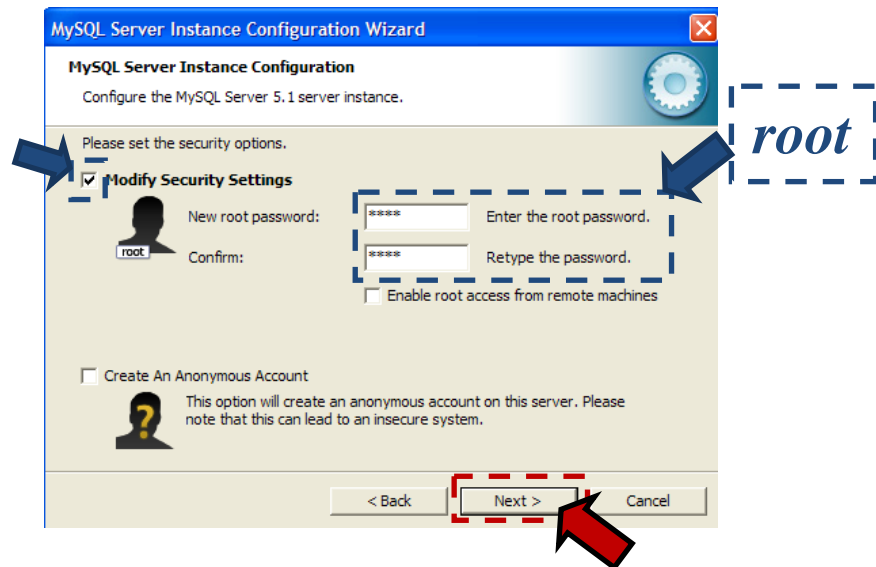 MySQL Server Instance Configuration Wizard
MySQL Server Instance Configuration
Configure the MySQL Server 5.1 server instance.
root
Please set the security options.
Modify Security Settings
New root password: **** Enter the root password.
root
Confirm: **** Retype the password.
Enable root access from remote machines
Create An Anonymous Account
This option will create an anonymous account on this server. Please
note that this can lead to an insecure system.
< Back Next > Cancel